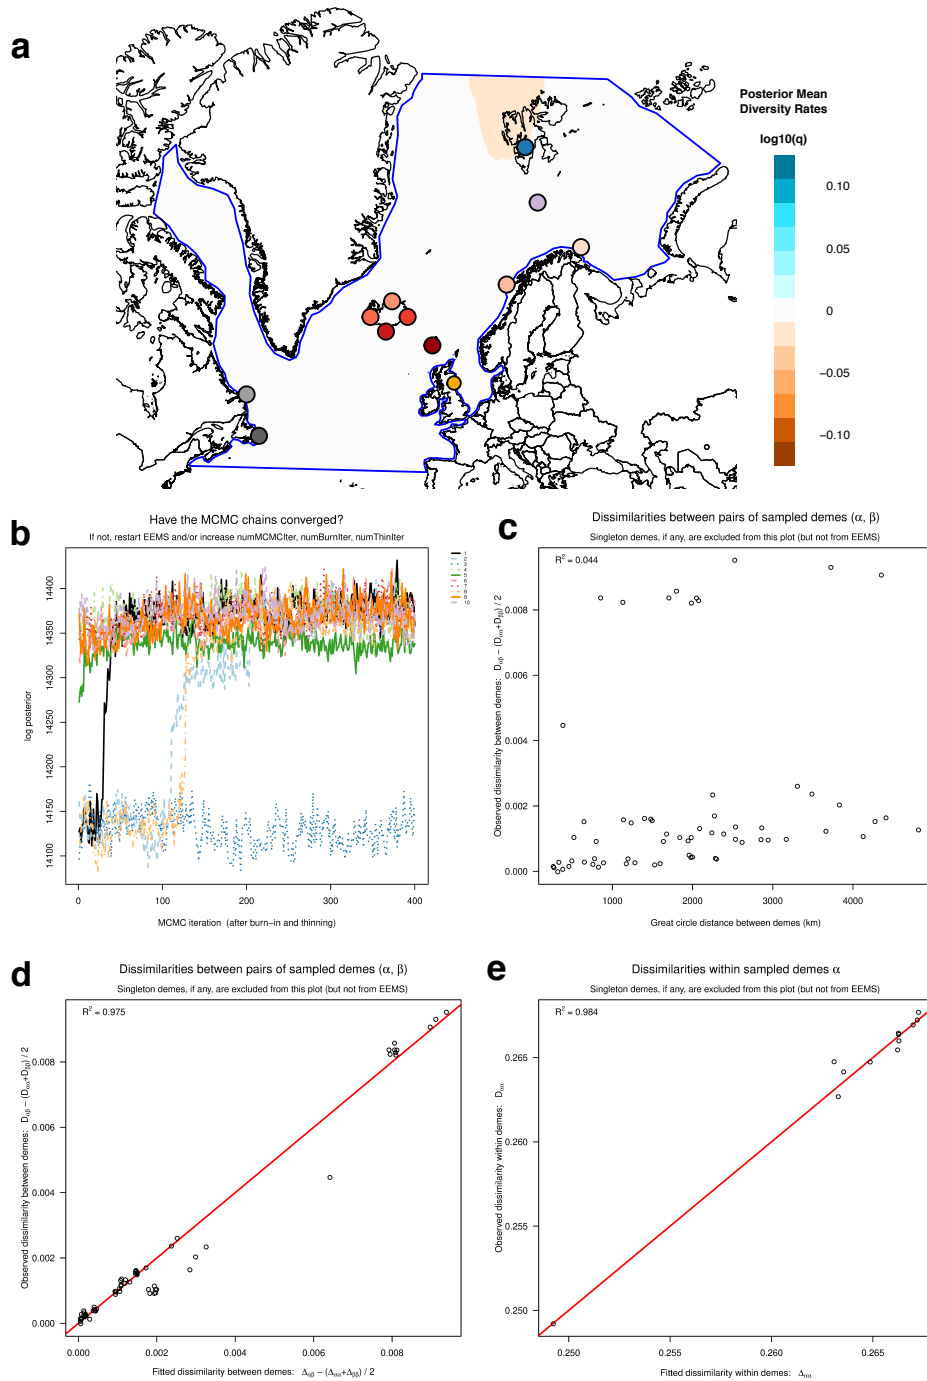 a
Posterior Mean
Diversity Rates
log10(q)
0.10
0.05
0
−0.05
−0.10
b
Have the MCMC chains converged?
If not, restart EEMS and/or increase numMCMCIter, numBurnIter, numThinIter
log posterior
14100
14150
14200
14250
14300
14350
14400
0
100
200
300
400
MCMC iteration (after burn−in and thinning)
1
2
3
4
5
6
7
8
9
10
c
Dissimilarities between pairs of sampled demes (α, β)
Singleton demes, if any, are excluded from this plot (but not from EEMS)
R² = 0.044
Observed dissimilarity between demes: Dαβ − (Dαα+Dββ) / 2
0.000
0.002
0.004
0.006
0.008
1000
2000
3000
4000
Great circle distance between demes (km)
d
Dissimilarities between pairs of sampled demes (α, β)
Singleton demes, if any, are excluded from this plot (but not from EEMS)
R² = 0.975
Observed dissimilarity between demes: Dαβ − (Dαα+Dββ) / 2
0.000
0.002
0.004
0.006
0.008
0.000
0.002
0.004
0.006
0.008
Fitted dissimilarity between demes: Δαβ − (Δαα+Δββ) / 2
e
Dissimilarities within sampled demes α
Singleton demes, if any, are excluded from this plot (but not from EEMS)
R² = 0.984
Observed dissimilarity within demes: Dαα
0.250
0.255
0.260
0.265
0.250
0.255
0.260
0.265
Fitted dissimilarity within demes: Δαα